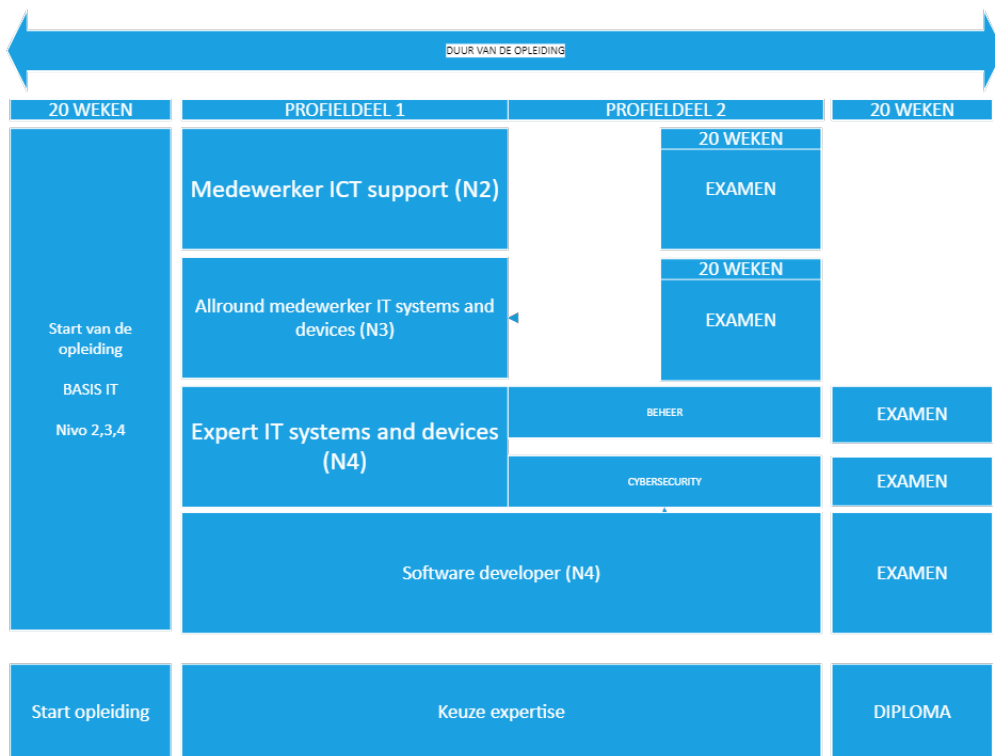 DUUR VAN DE OPLEIDING
20 WEKEN
PROFIELDEEL 1
PROFIELDEEL 2
20 WEKEN
Start van de
opleiding
BASIS IT
Nivo 2,3,4
Medewerker ICT support (N2)
20 WEKEN
EXAMEN
Allround medewerker IT systems and
devices (N3)
20 WEKEN
EXAMEN
Expert IT systems and devices
(N4)
BEHEER
EXAMEN
CYBERSECURITY
EXAMEN
Software developer (N4)
EXAMEN
Start opleiding
Keuze expertise
DIPLOMA